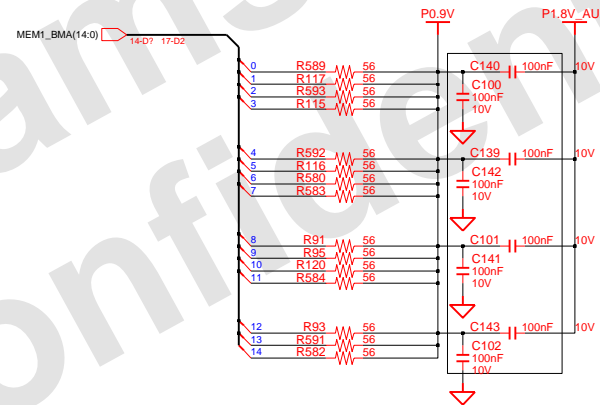 P0.9V P1.8V_AU
MEM1_BMA(14:0) 14-D? 17-D2
0 R589 56 C140 100nF 10V
1 R117 56 C100
2 R593 56 100nF
3 R115 56 10V
4 R592 56 C139 100nF 10V
5 R116 56 C142
6 R580 56 100nF
7 R583 56 10V
8 R91 56 C101 100nF 10V
9 R95 56 C141
10 R120 56 100nF
11 R584 56 10V
12 R93 56 C143 100nF 10V
13 R591 56 C102
14 R582 56 100nF
10V